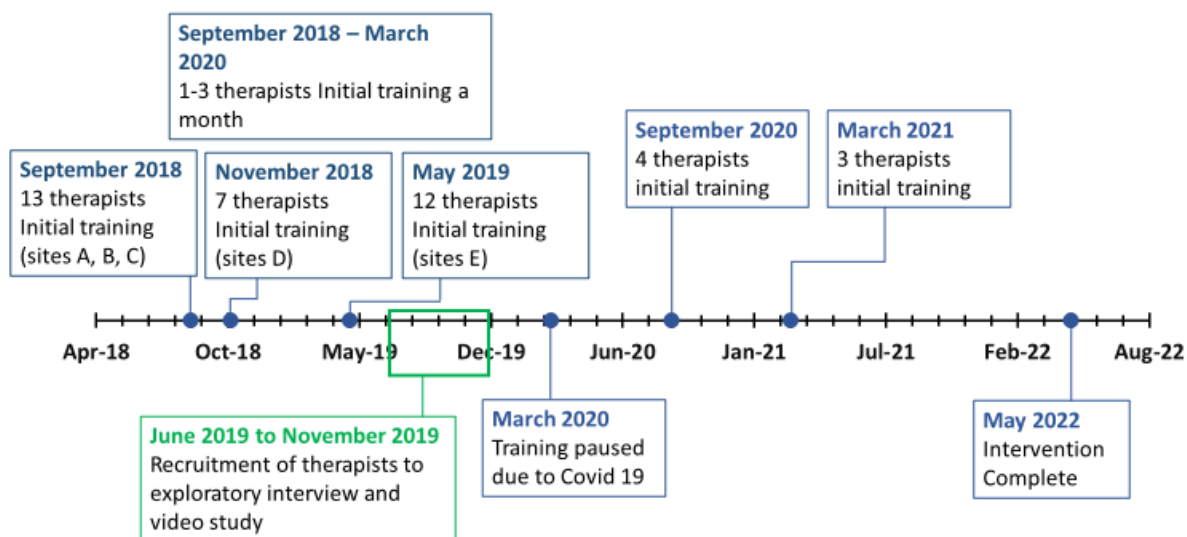 September 2018 – March
2020
1-3 therapists Initial training a
month
September 2018
13 therapists
Initial training
(sites A, B, C)
November 2018
7 therapists
Initial training
(sites D)
May 2019
12 therapists
Initial training
(sites E)
September 2020
4 therapists
initial training
March 2021
3 therapists
initial training
Apr-18 Oct-18 May-19 Dec-19 Jun-20 Jan-21 Jul-21 Feb-22 Aug-22
June 2019 to November 2019
Recruitment of therapists to
exploratory interview and
video study
March 2020
Training paused
due to Covid 19
May 2022
Intervention
Complete